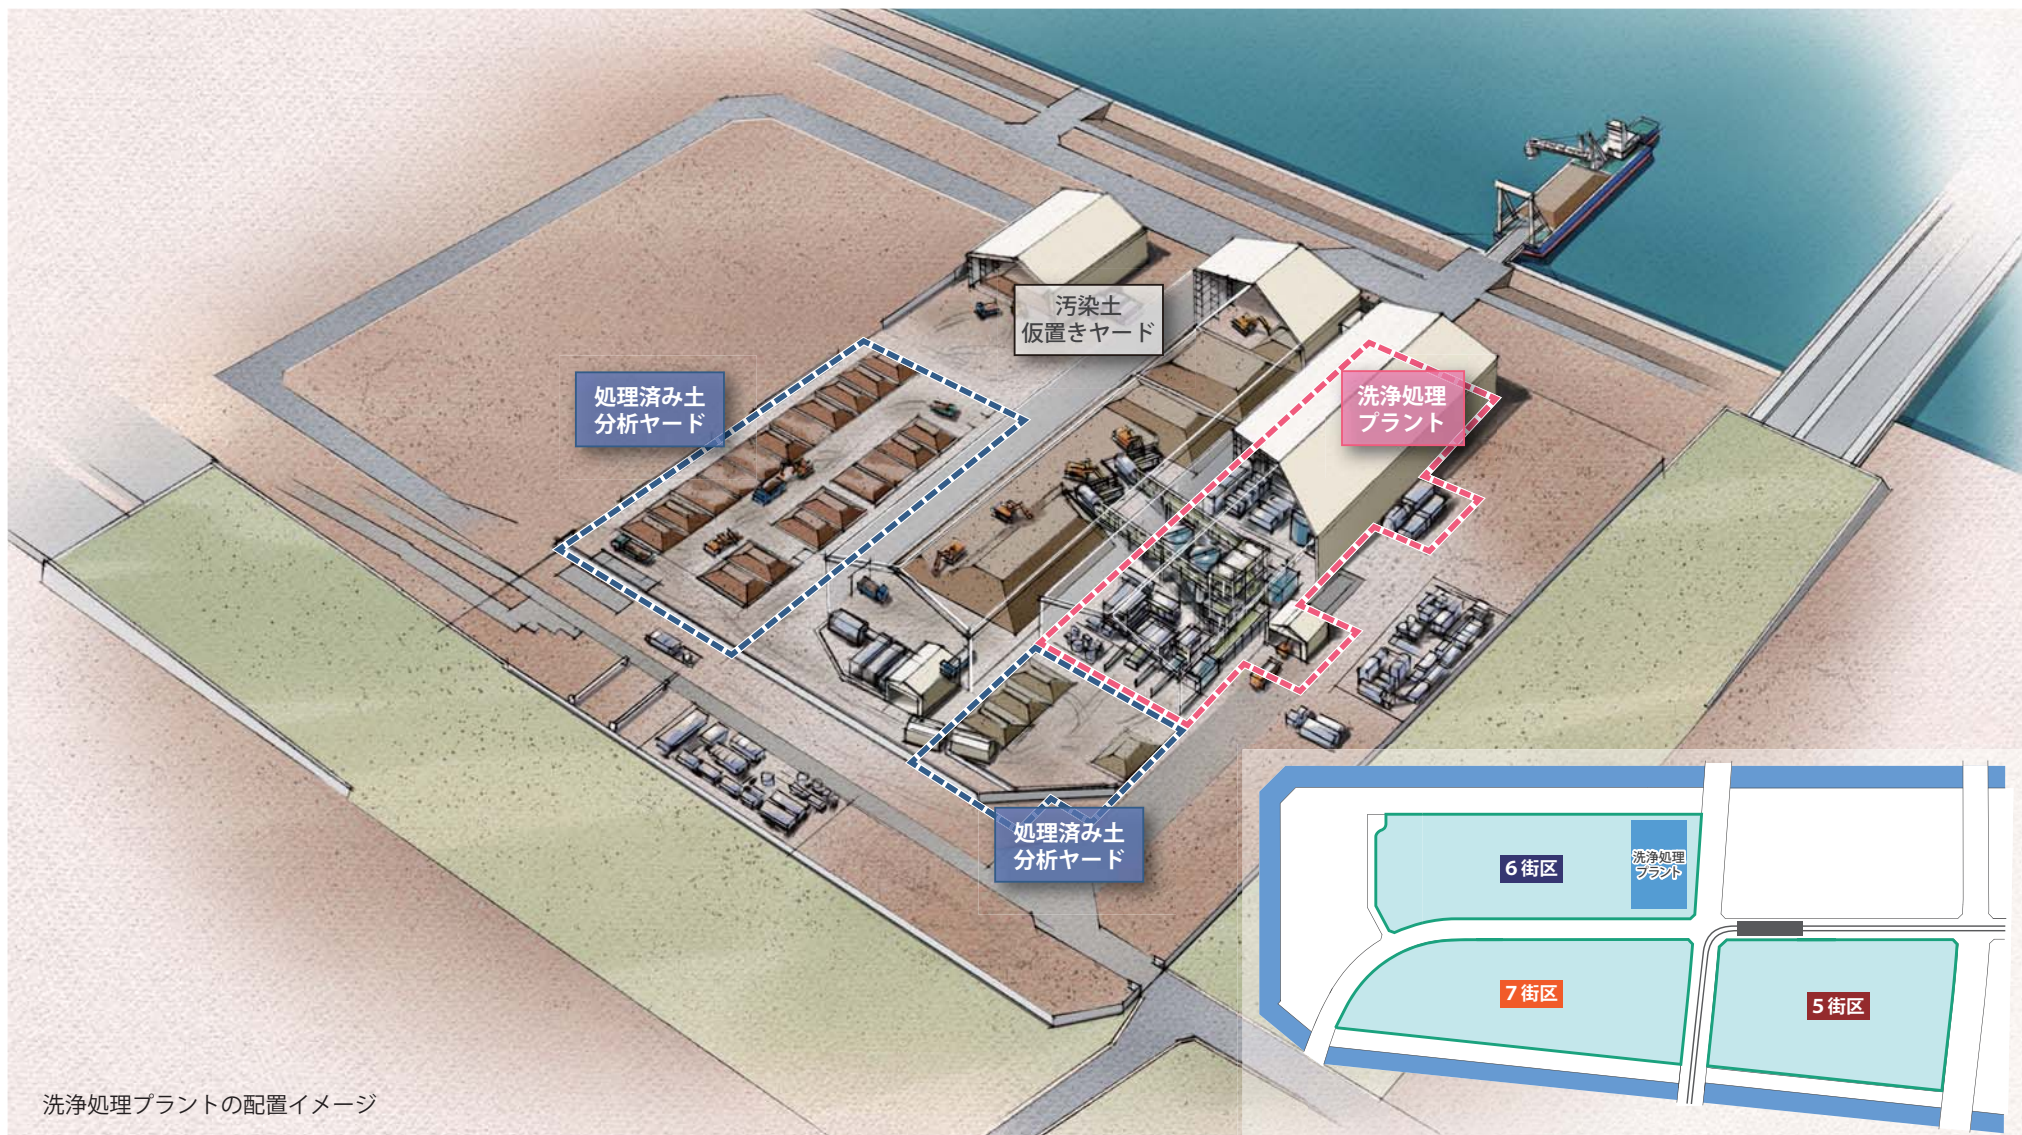 汚染土
仮置きヤード
処理済み土
分析ヤード
洗浄処理
プラント
処理済み土
分析ヤード
6街区
洗浄処理
プラント
7街区
5街区
洗浄処理プラントの配置イメージ